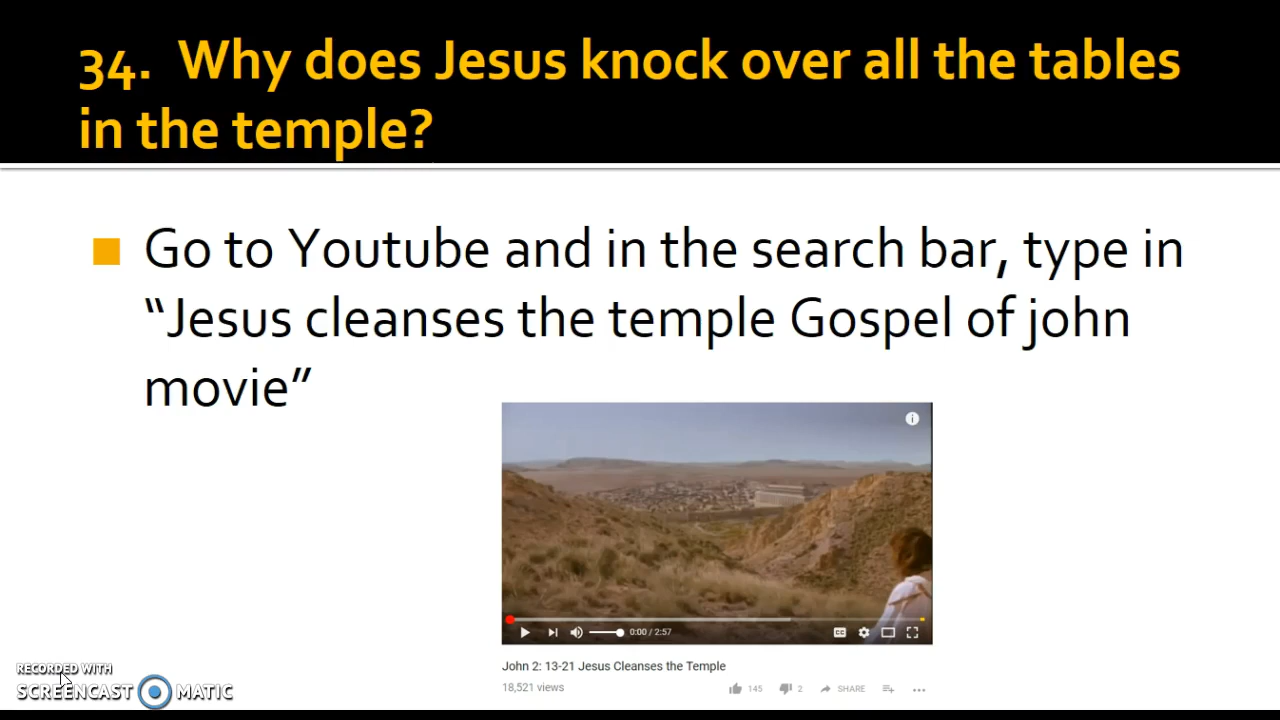 34. Why does Jesus knock over all the tables
in the temple?
Go to Youtube and in the search bar, type in
“Jesus cleanses the temple Gospel of john
movie”
i
0:00 / 2:57
CC
John 2: 13-21 Jesus Cleanses the Temple
18,521 views
145
2
SHARE
RECORDED WITH
SCREENCAST MATIC